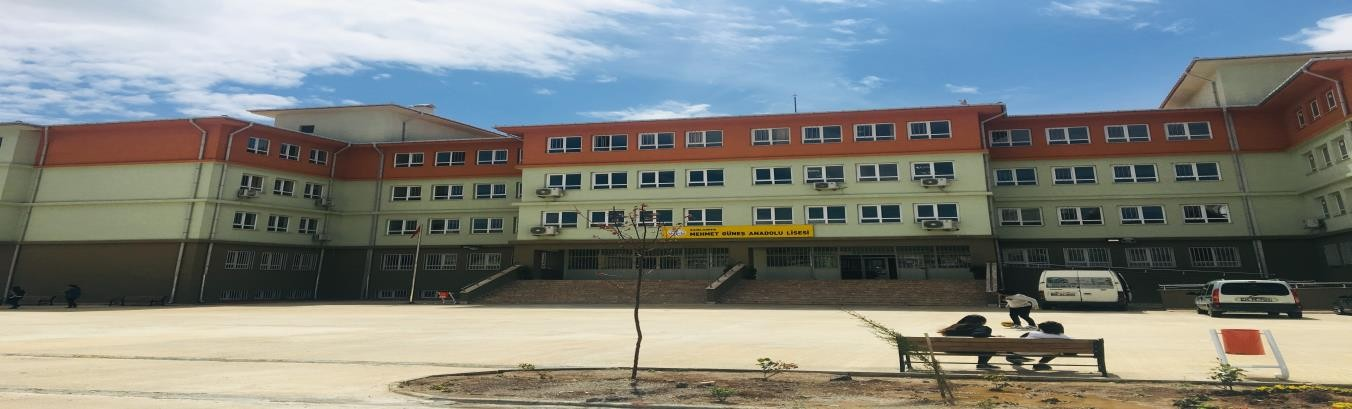 MEHMET GÜNEŞ ANADOLU LİSESİ